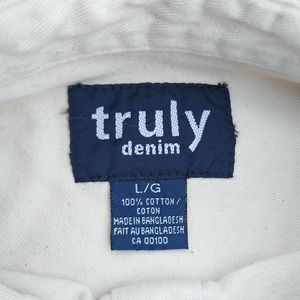 truly
denim
L/G
100% COTTON/
COTON
MADE IN BANGLADESH
FAIT AU BANGLADESH
CA 00100